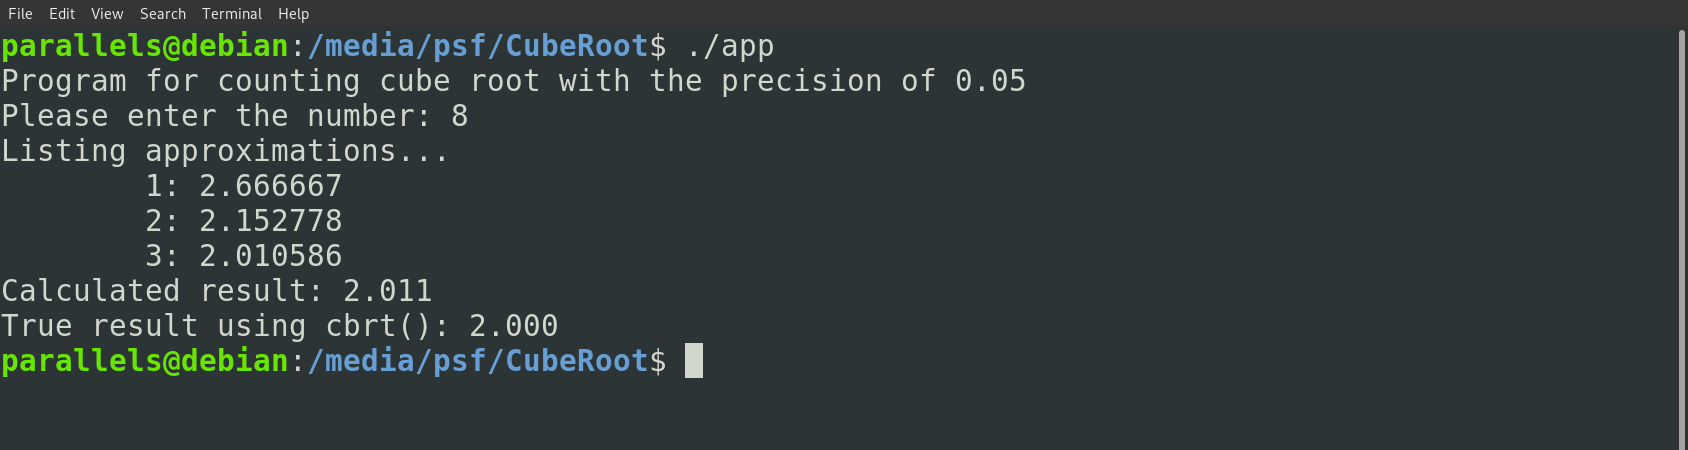 File Edit View Search Terminal Help
parallels@debian:/media/psf/CubeRoot$ ./app
Program for counting cube root with the precision of 0.05
Please enter the number: 8
Listing approximations...
1: 2.666667
2: 2.152778
3: 2.010586
Calculated result: 2.011
True result using cbrt(): 2.000
parallels@debian:/media/psf/CubeRoot$